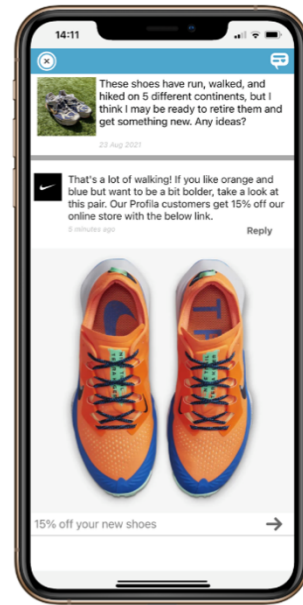 14:11
These shoes have run, walked, and
hiked on 5 different continents, but I
think I may be ready to retire them and
get something new. Any ideas?
23 Aug 2021
That's a lot of walking! If you like orange and
blue but want to be a bit bolder, take a look at
this pair. Our Profila customers get 15% off our
online store with the below link.
5 minutes ago
Reply
15% off your new shoes